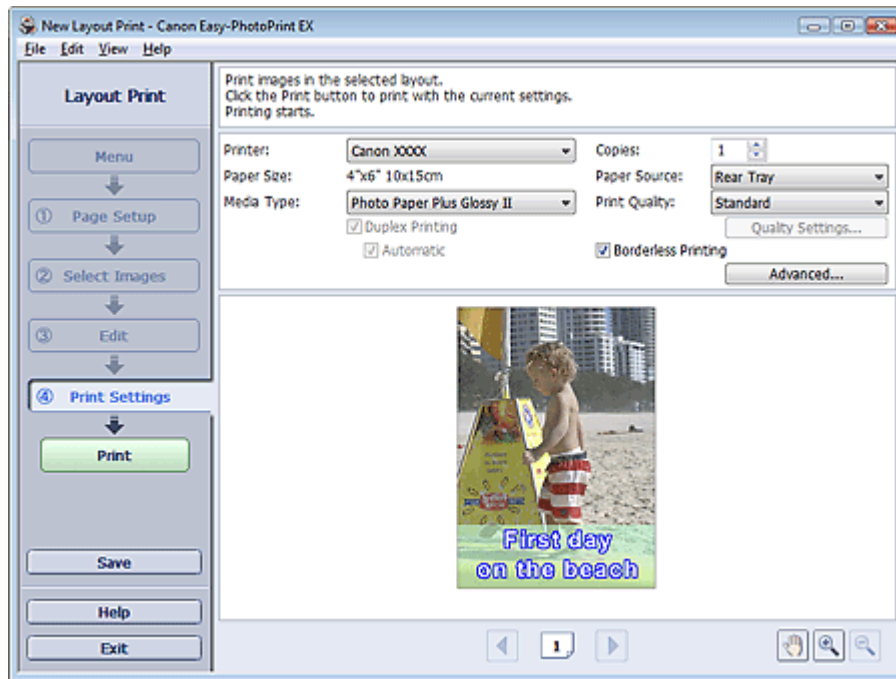 New Layout Print - Canon Easy-PhotoPrint EX
File Edit View Help
Layout Print
Print images in the selected layout.
Click the Print button to print with the current settings.
Printing starts.
Menu
① Page Setup
② Select Images
③ Edit
④ Print Settings
Print
Save
Help
Exit
Printer: Canon XXXX
Copies: 1
Paper Size: 4"x6" 10x15cm
Paper Source: Rear Tray
Media Type: Photo Paper Plus Glossy II
Print Quality: Standard
Duplex Printing
Quality Settings...
Automatic
Borderless Printing
Advanced...
First day
on the beach
1